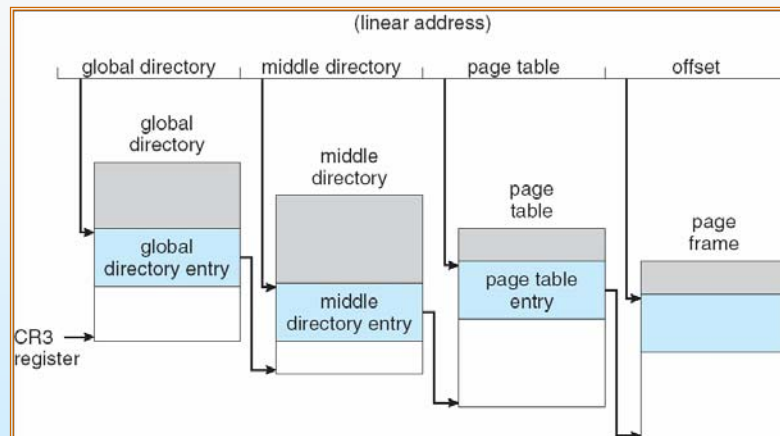 (linear address)
global directory
middle directory
page table
offset
global
directory
middle
directory
page
table
page
frame
global
directory entry
middle
directory entry
page table
entry
CR3
register